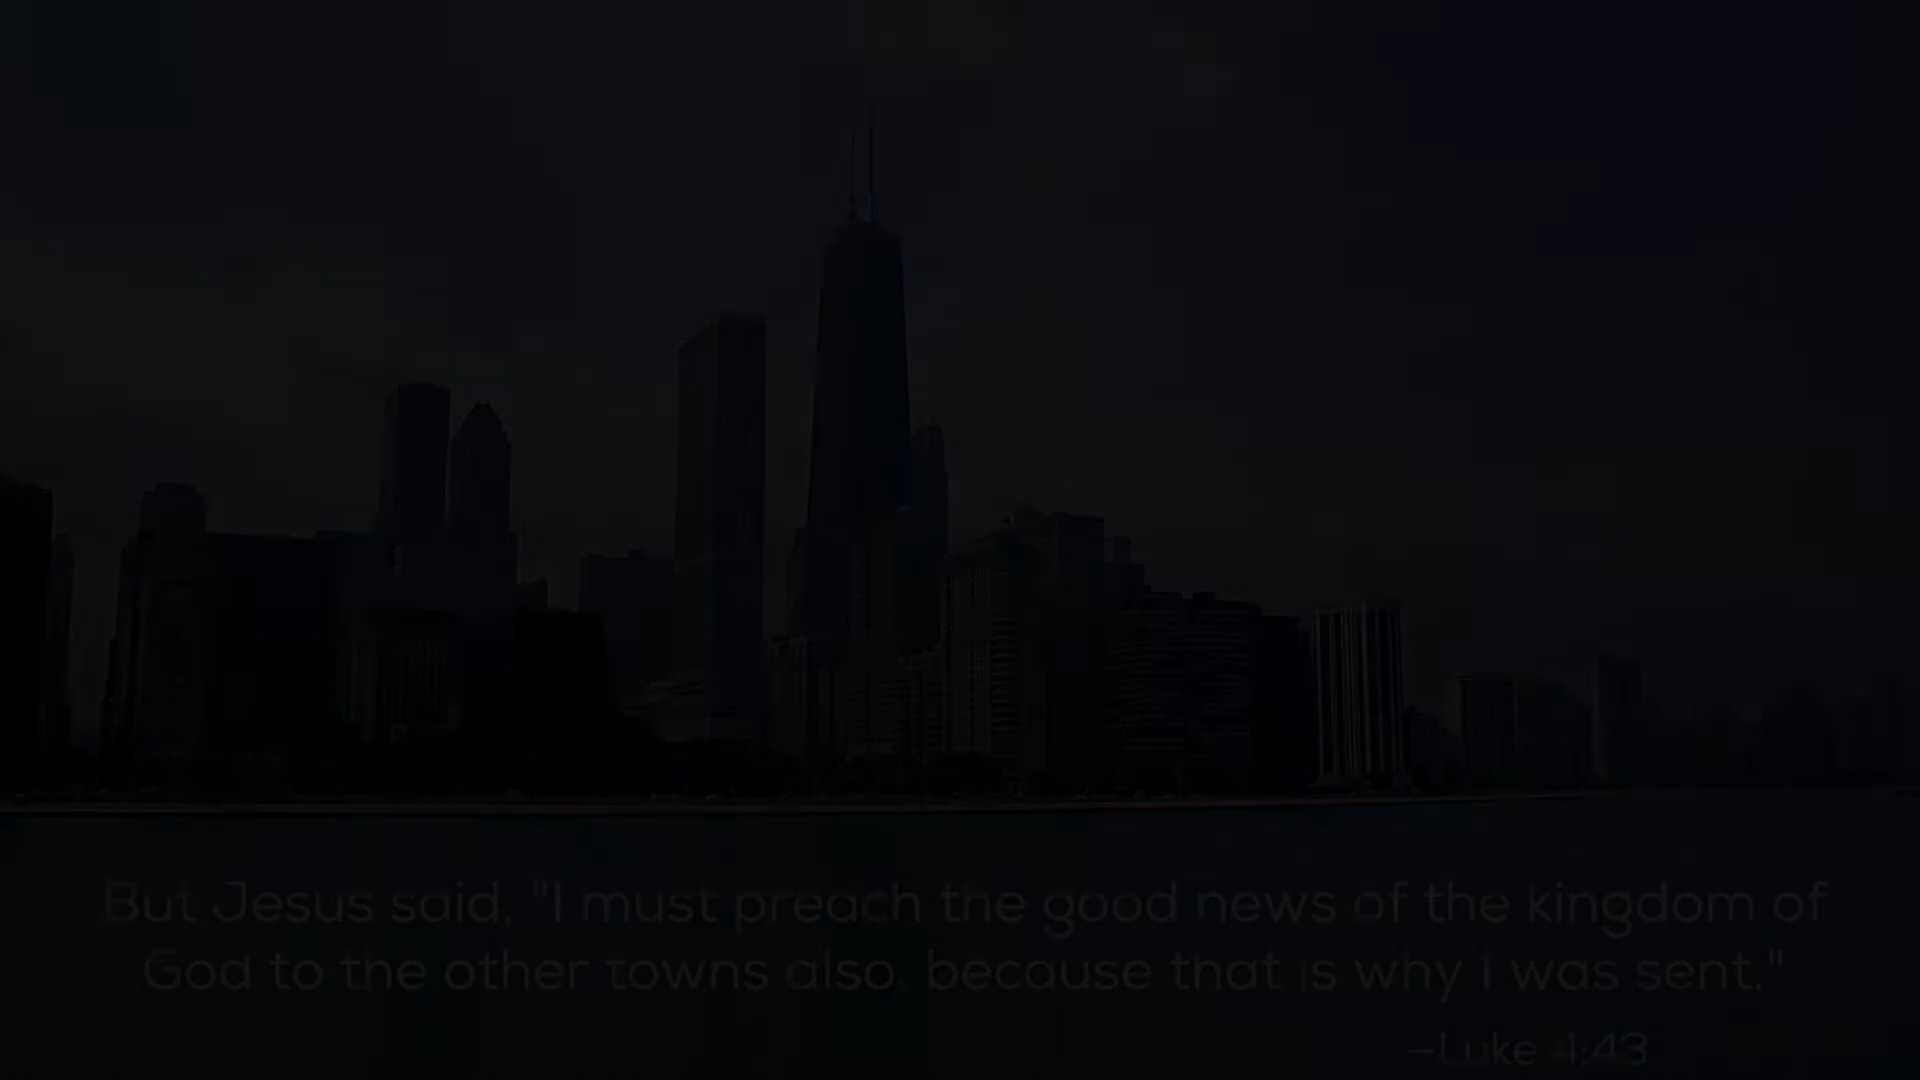 But Jesus said, "I must preach the good news of the kingdom of
God to the other towns also, because that is why I was sent."
–Luke 4:43